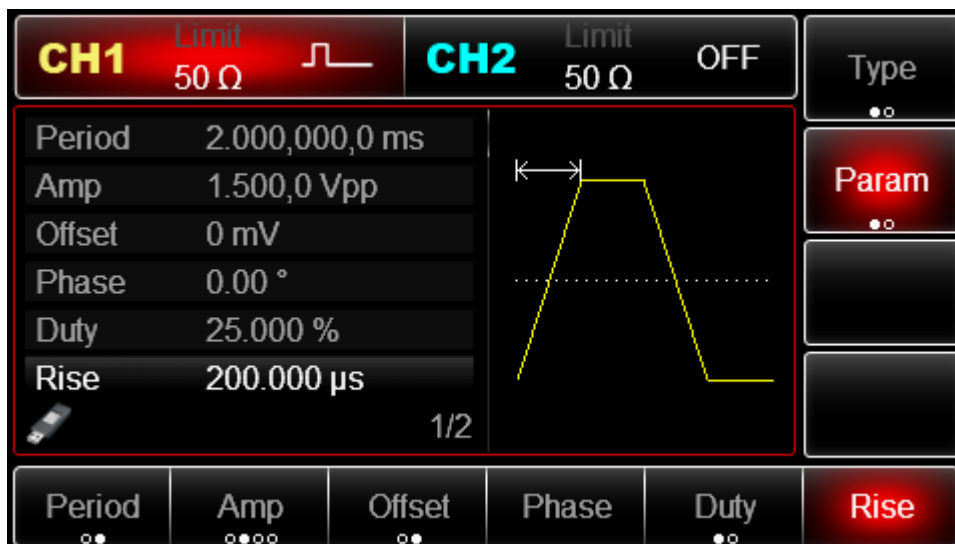 CH1 Limit 50 Ω
CH2 Limit 50 Ω OFF
Type
Period 2.000,000,0 ms
Amp 1.500,0 Vpp
Offset 0 mV
Phase 0.00 °
Duty 25.000 %
Rise 200.000 µs
1/2
Param
Period Amp Offset Phase Duty Rise